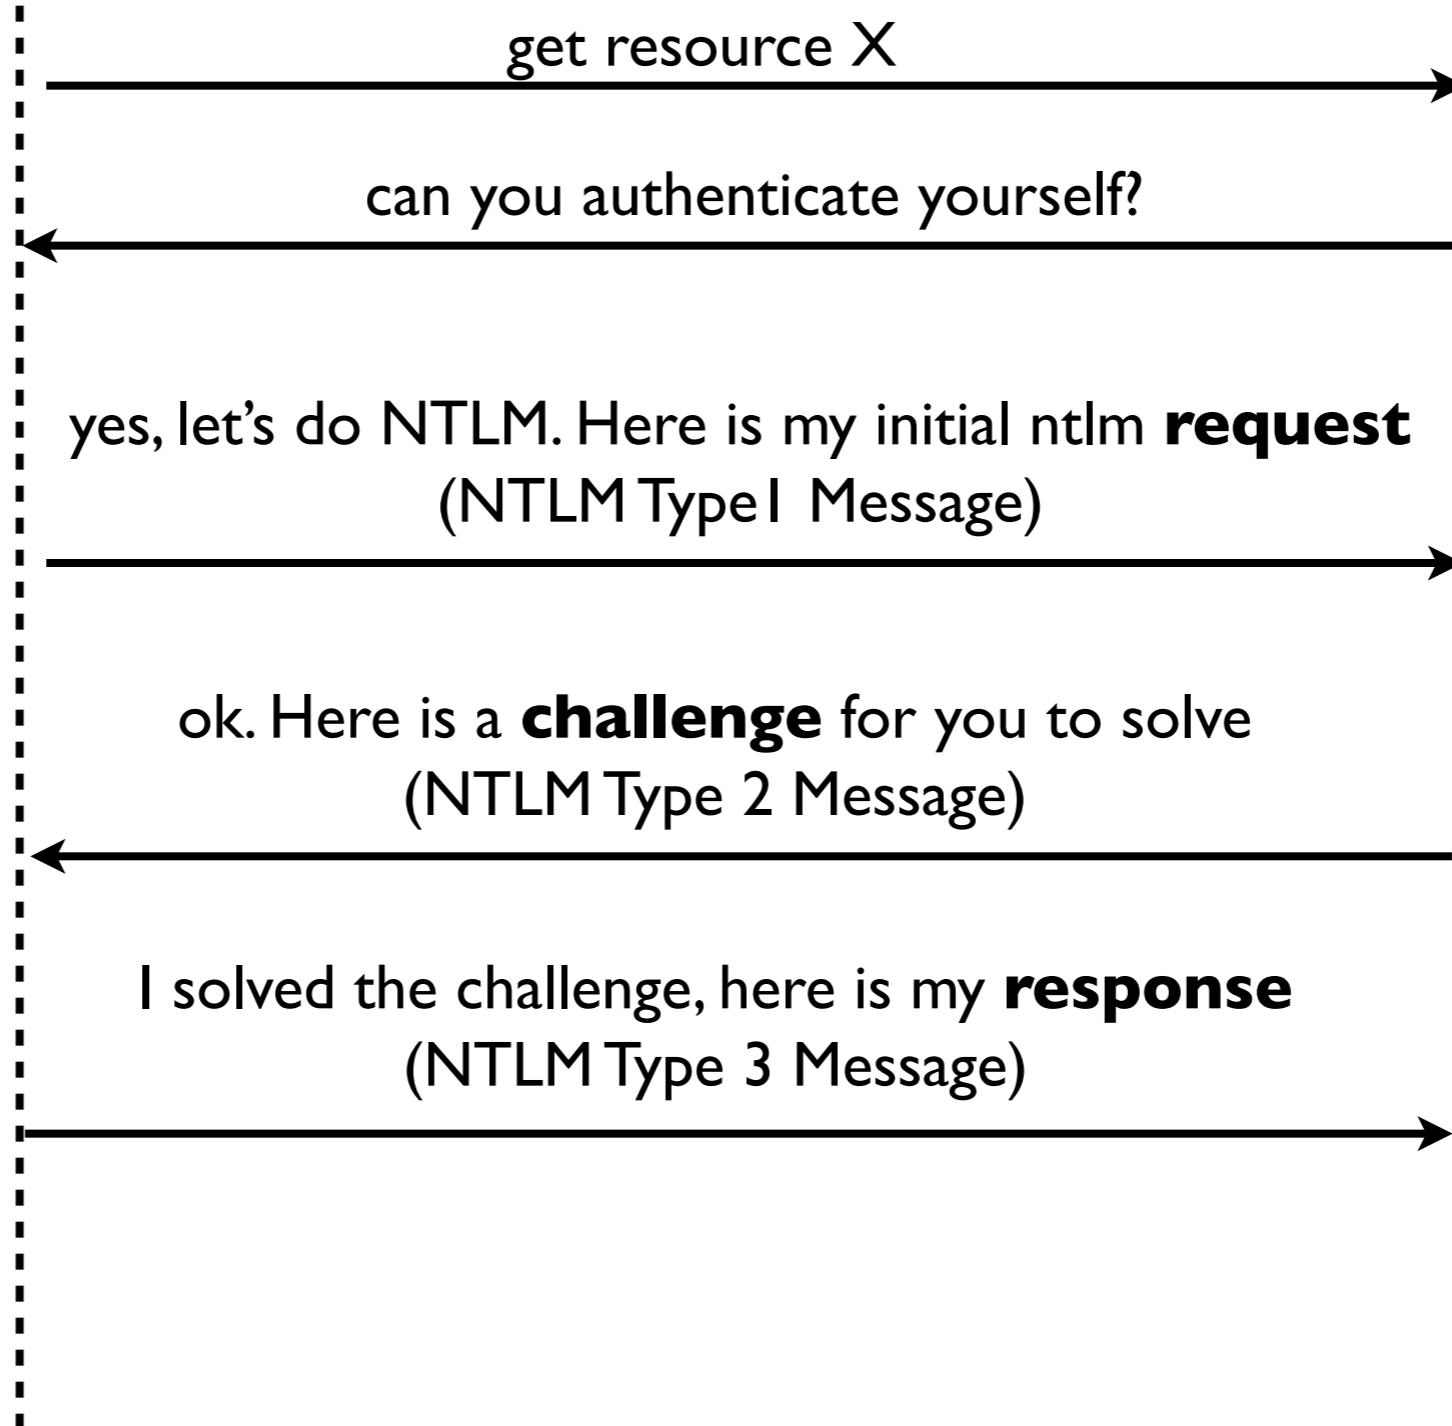 get resource X
can you authenticate yourself?
yes, let’s do NTLM. Here is my initial ntlm request
(NTLM Type1 Message)
ok. Here is a challenge for you to solve
(NTLM Type 2 Message)
I solved the challenge, here is my response
(NTLM Type 3 Message)